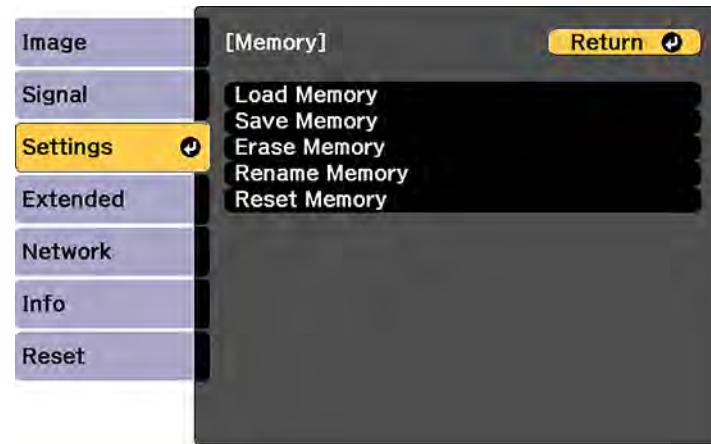 Image
Signal
Settings
Extended
Network
Info
Reset
[Memory]
Return
Load Memory
Save Memory
Erase Memory
Rename Memory
Reset Memory